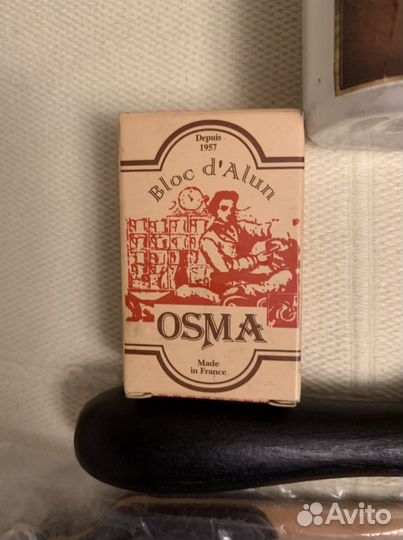 Depuis
1957
Bloc d'Alun
OSMA
Made
in France
Avito